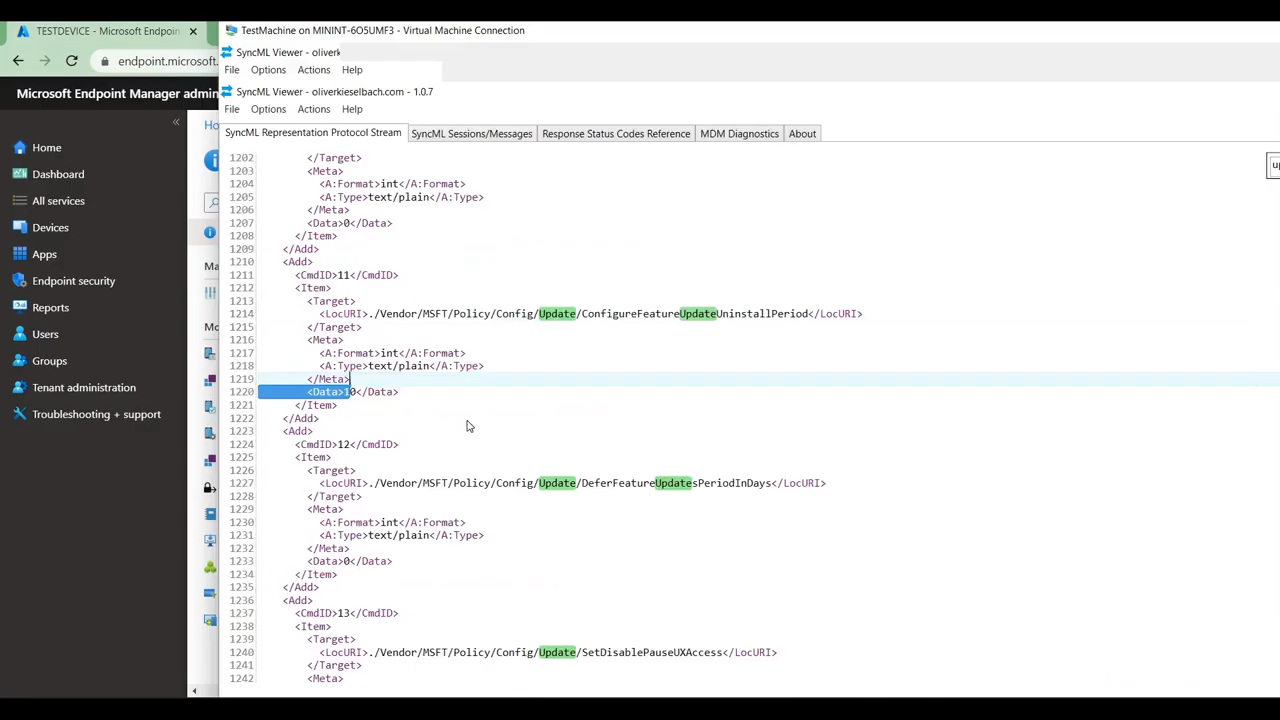 TESTDEVICE - Microsoft Endpoin
endpoint.microsoft.
Microsoft Endpoint Manager admin
Home
Dashboard
All services
Devices
Apps
Endpoint security
Reports
Users
Groups
Tenant administration
Troubleshooting + support
Ho
Ma
Mo
TestMachine on MININT-6O5UMF3 - Virtual Machine Connection
SyncML Viewer - oliverk
File Options Actions Help
SyncML Viewer - oliverkieselbach.com - 1.0.7
File Options Actions Help
SyncML Representation Protocol Stream SyncML Sessions/Messages Response Status Codes Reference MDM Diagnostics About
up
1202 </Target>
1203 <Meta>
1204 <A:Format>int</A:Format>
1205 <A:Type>text/plain</A:Type>
1206 </Meta>
1207 <Data>0</Data>
1208 </Item>
1209 </Add>
1210 <Add>
1211 <CmdID>11</CmdID>
1212 <Item>
1213 <Target>
1214 <LocURI>./Vendor/MSFT/Policy/Config/Update/ConfigureFeatureUpdateUninstallPeriod</LocURI>
1215 </Target>
1216 <Meta>
1217 <A:Format>int</A:Format>
1218 <A:Type>text/plain</A:Type>
1219 </Meta>
1220 <Data>10</Data>
1221 </Item>
1222 </Add>
1223 <Add>
1224 <CmdID>12</CmdID>
1225 <Item>
1226 <Target>
1227 <LocURI>./Vendor/MSFT/Policy/Config/Update/DeferFeatureUpdatesPeriodInDays</LocURI>
1228 </Target>
1229 <Meta>
1230 <A:Format>int</A:Format>
1231 <A:Type>text/plain</A:Type>
1232 </Meta>
1233 <Data>0</Data>
1234 </Item>
1235 </Add>
1236 <Add>
1237 <CmdID>13</CmdID>
1238 <Item>
1239 <Target>
1240 <LocURI>./Vendor/MSFT/Policy/Config/Update/SetDisablePauseUXAccess</LocURI>
1241 </Target>
1242 <Meta>